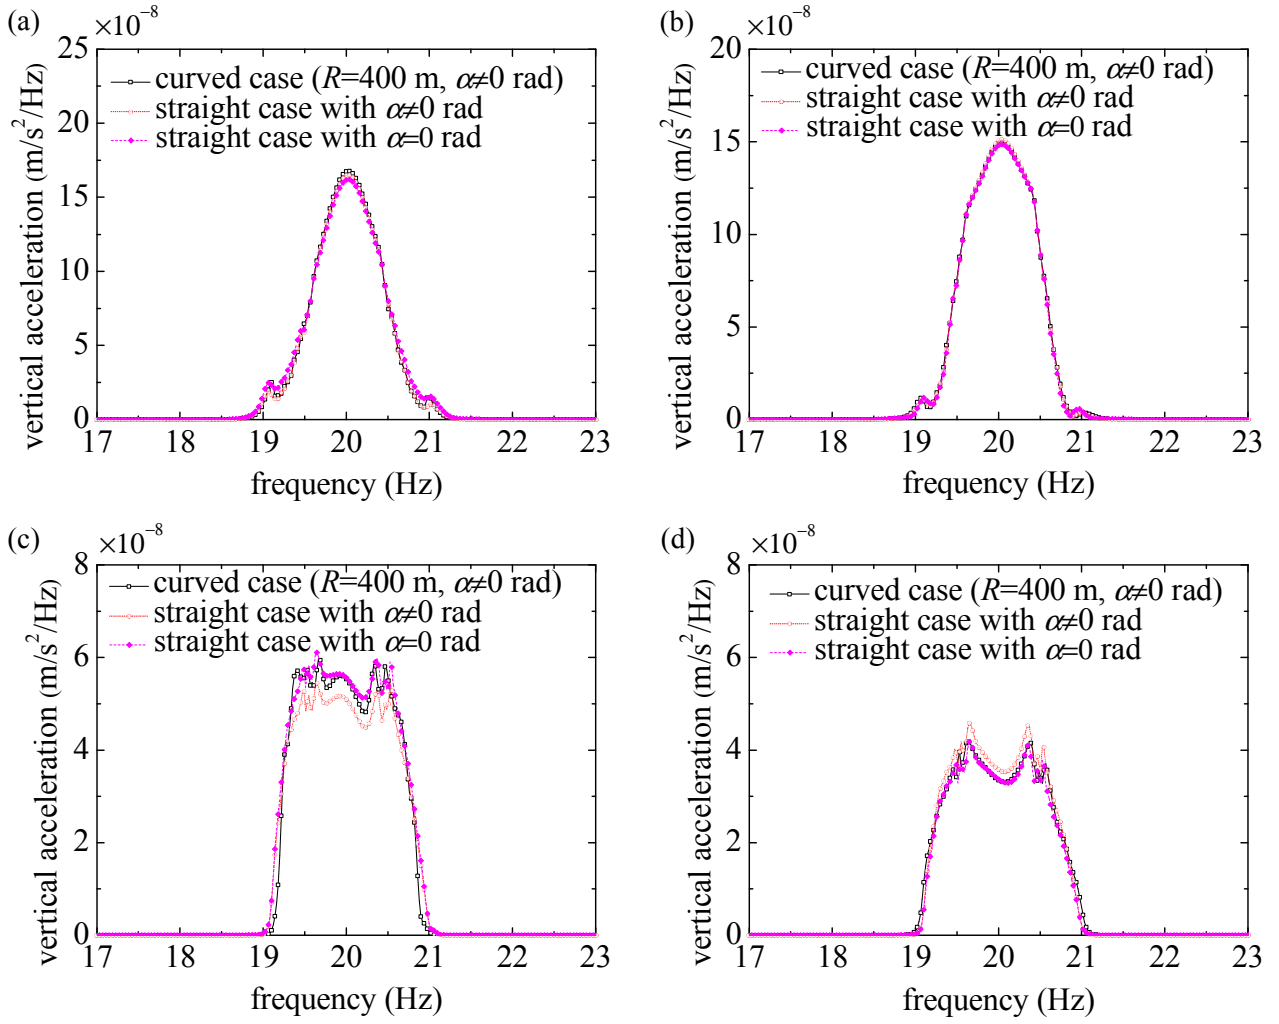 (a)
×10⁻⁸
25
20
15
10
5
0
17 18 19 20 21 22 23
vertical acceleration (m/s²/Hz)
frequency (Hz)
curved case (R=400 m, α≠0 rad)
straight case with α≠0 rad
straight case with α=0 rad
(b)
×10⁻⁸
20
15
10
5
0
17 18 19 20 21 22 23
vertical acceleration (m/s²/Hz)
frequency (Hz)
curved case (R=400 m, α≠0 rad)
straight case with α≠0 rad
straight case with α=0 rad
(c)
×10⁻⁸
8
6
4
2
0
17 18 19 20 21 22 23
vertical acceleration (m/s²/Hz)
frequency (Hz)
curved case (R=400 m, α≠0 rad)
straight case with α≠0 rad
straight case with α=0 rad
(d)
×10⁻⁸
8
6
4
2
0
17 18 19 20 21 22 23
vertical acceleration (m/s²/Hz)
frequency (Hz)
curved case (R=400 m, α≠0 rad)
straight case with α≠0 rad
straight case with α=0 rad